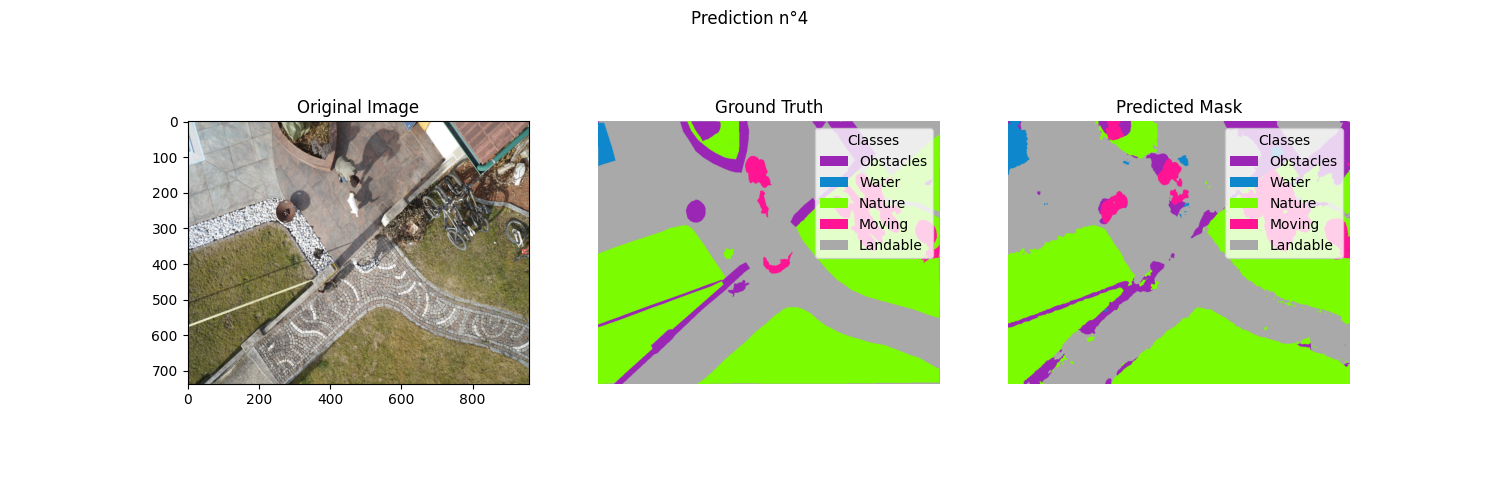 Prediction n°4
Original Image
0
100
200
300
400
500
600
700
0
200
400
600
800
Ground Truth
Classes
Obstacles
Water
Nature
Moving
Landable
Predicted Mask
Classes
Obstacles
Water
Nature
Moving
Landable